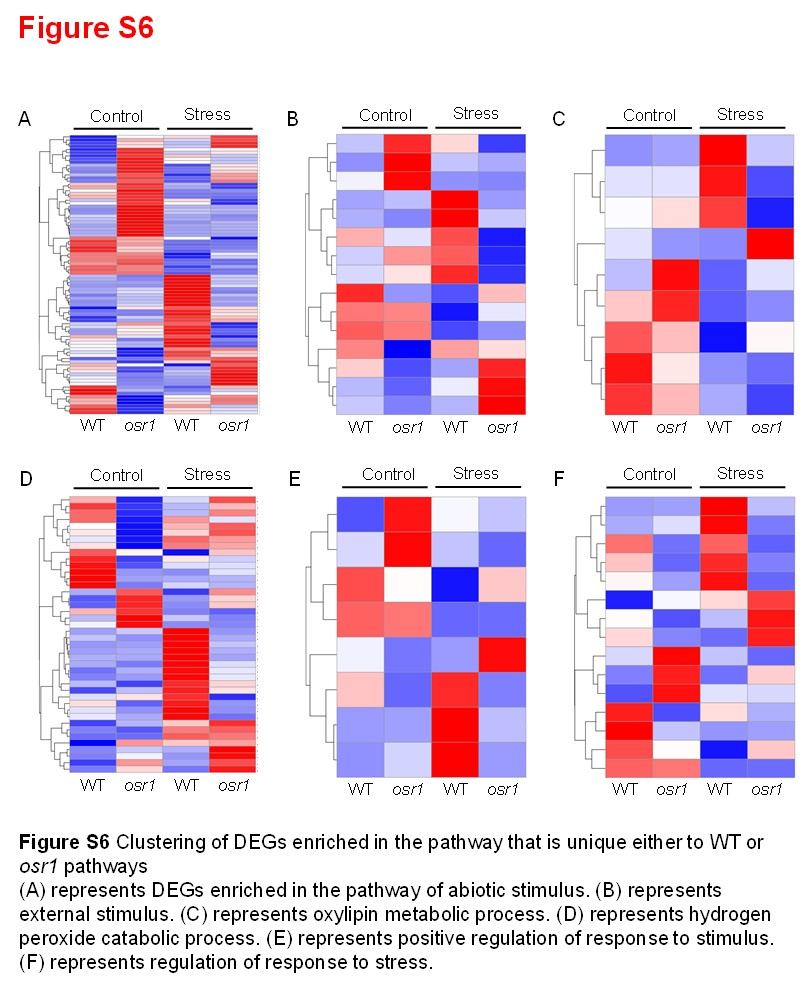 Figure S6
A Control Stress
B Control Stress
C Control Stress
WT osr1 WT osr1
WT osr1 WT osr1
WT osr1 WT osr1
D Control Stress
E Control Stress
F Control Stress
WT osr1 WT osr1
WT osr1 WT osr1
WT osr1 WT osr1
Figure S6 Clustering of DEGs enriched in the pathway that is unique either to WT or
osr1 pathways
(A) represents DEGs enriched in the pathway of abiotic stimulus. (B) represents
external stimulus. (C) represents oxylipin metabolic process. (D) represents hydrogen
peroxide catabolic process. (E) represents positive regulation of response to stimulus.
(F) represents regulation of response to stress.